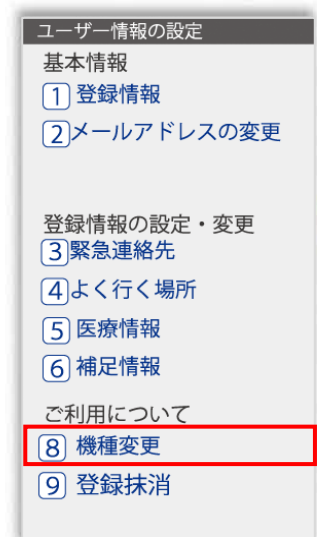 ユーザー情報の設定
基本情報
1 登録情報
2 メールアドレスの変更
登録情報の設定・変更
3 緊急連絡先
4 よく行く場所
5 医療情報
6 補足情報
ご利用について
8 機種変更
9 登録抹消